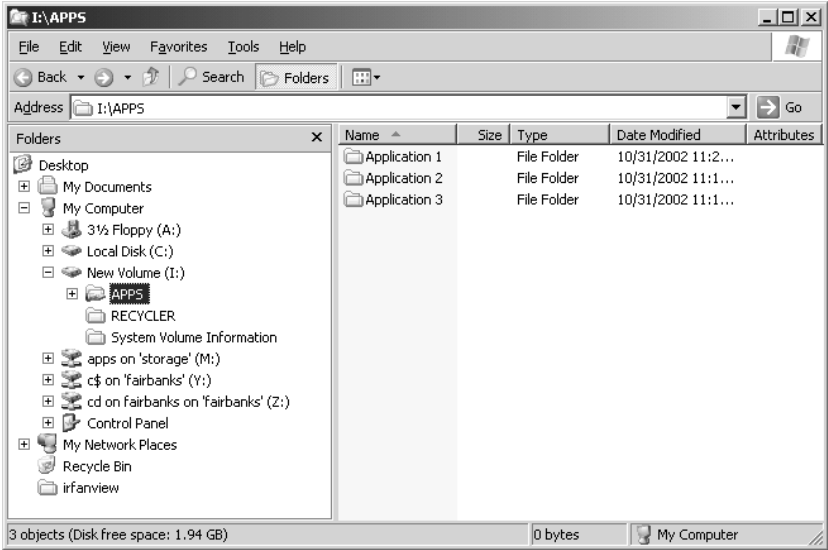 I:\APPS
File Edit View Favorites Tools Help
Back Search Folders
Address I:\APPS Go
Folders
Desktop
My Documents
My Computer
3½ Floppy (A:)
Local Disk (C:)
New Volume (I:)
APPS
RECYCLER
System Volume Information
apps on 'storage' (M:)
c$ on 'fairbanks' (Y:)
cd on fairbanks on 'fairbanks' (Z:)
Control Panel
My Network Places
Recycle Bin
irfanview
Name Size Type Date Modified Attributes
Application 1 File Folder 10/31/2002 11:2...
Application 2 File Folder 10/31/2002 11:1...
Application 3 File Folder 10/31/2002 11:1...
3 objects (Disk free space: 1.94 GB) 0 bytes My Computer